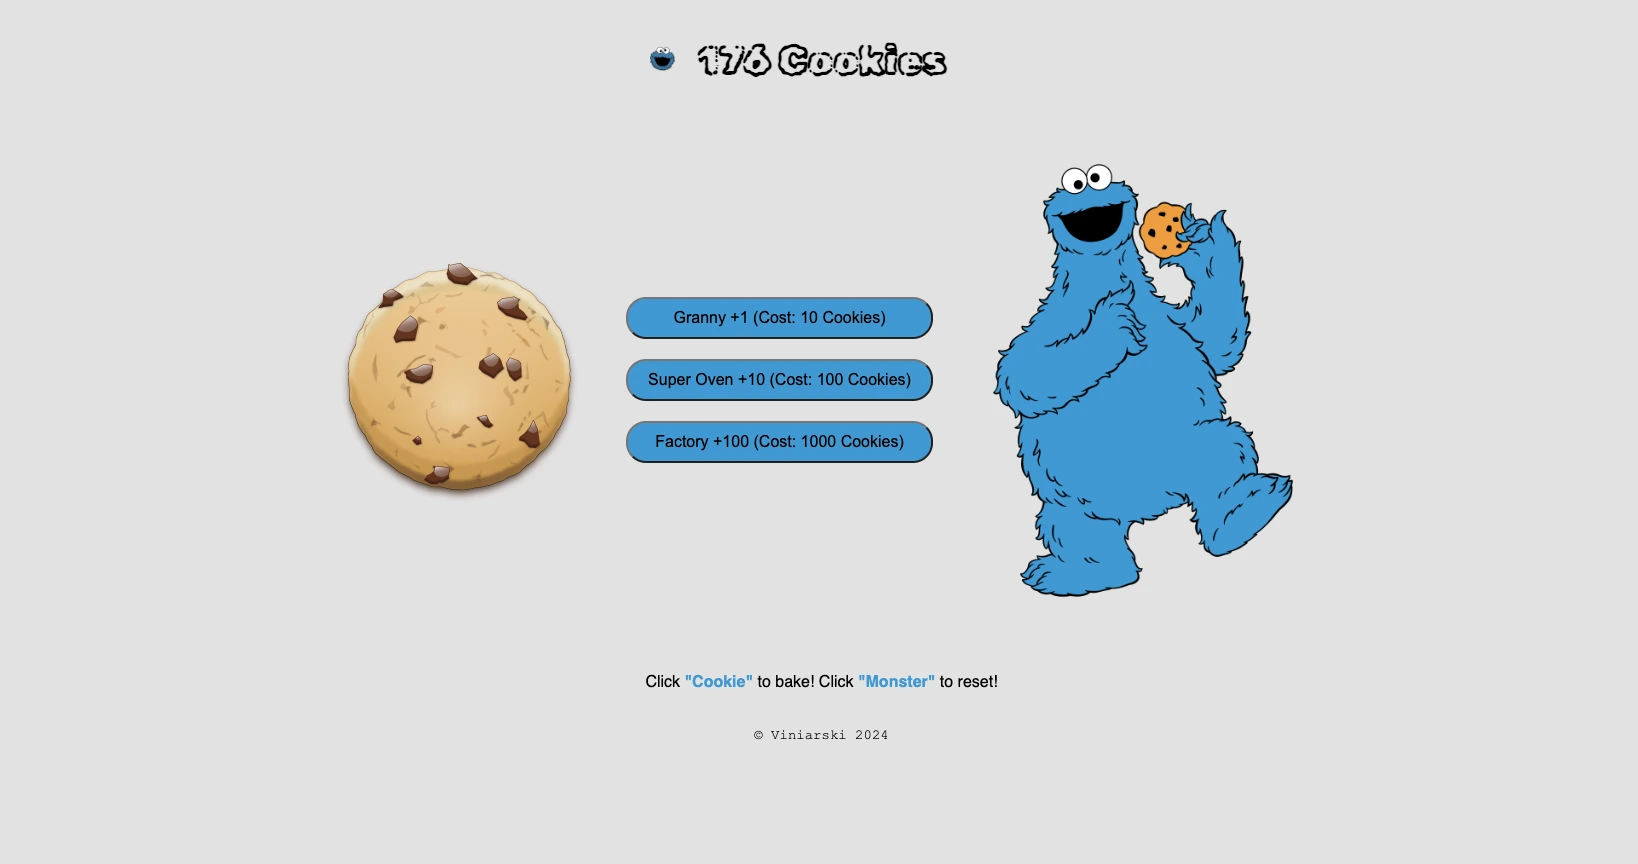 176 Cookies
Granny +1 (Cost: 10 Cookies)
Super Oven +10 (Cost: 100 Cookies)
Factory +100 (Cost: 1000 Cookies)
Click "Cookie" to bake! Click "Monster" to reset!
© Viniarski 2024